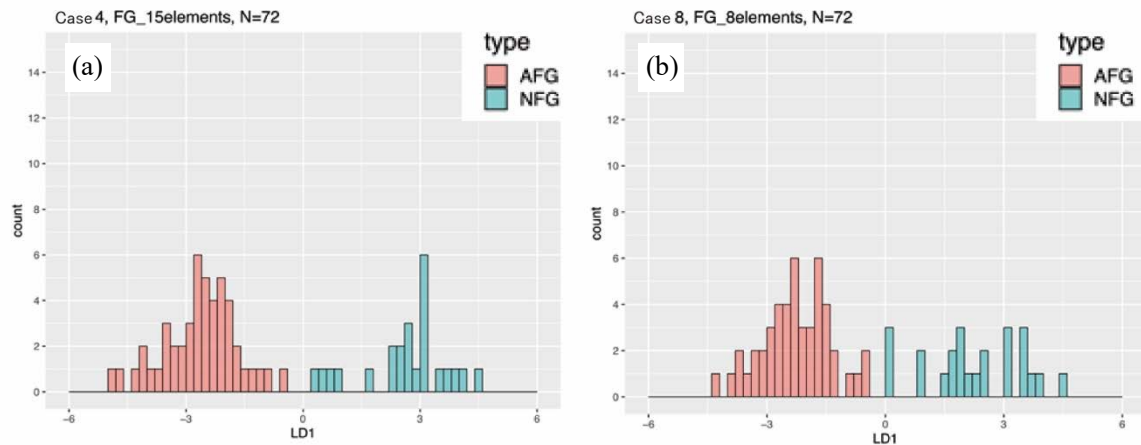 Case 4, FG_15elements, N=72
(a)
type
AFG
NFG
14
12
10
8
6
4
2
0
count
-6
-3
0
3
6
LD1
Case 8, FG_8elements, N=72
(b)
type
AFG
NFG
14
12
10
8
6
4
2
0
count
-6
-3
0
3
6
LD1